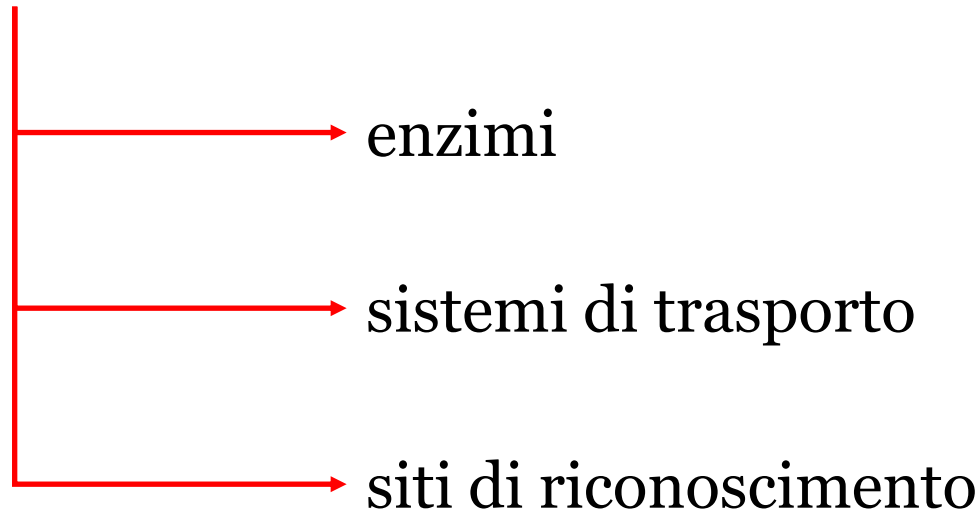 enzimi
sistemi di trasporto
siti di riconoscimento